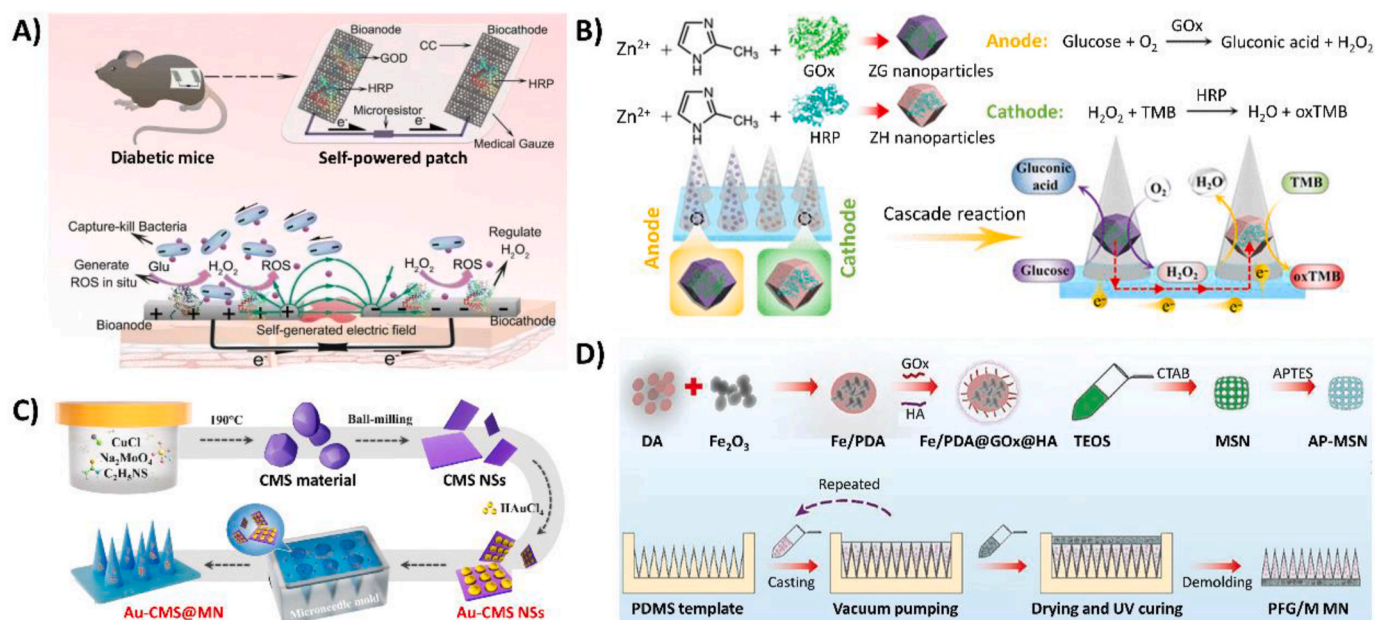 A)
Bioanode
CC
Biocathode
GOD
HRP
HRP
Microresistor
e-
e-
Medical Gauze
Diabetic mice
Self-powered patch
Capture-kill Bacteria
Regulate
H2O2
Glu
H2O2
ROS
H2O2
ROS
Generate
ROS in situ
Bioanode
Self-generated electric field
Biocathode
e-
e-
B)
Zn2+ + N N H CH3 + GOx ZG nanoparticles
Zn2+ + N N H CH3 + HRP ZH nanoparticles
Anode: Glucose + O2 GOx Gluconic acid + H2O2
Cathode: H2O2 + TMB HRP H2O + oxTMB
Anode
Cathode
Cascade reaction
Gluconic
acid
O2
H2O
TMB
Glucose
H2O2
e-
oxTMB
e-
e-
e-
C)
CuCl
Na2MoO4
C2H5NS
190°C
CMS material
Ball-milling
CMS NSs
HAuCl4
Au-CMS NSs
Microneedle mold
Au-CMS@MN
D)
DA
Fe2O3
Fe/PDA
GOx
HA
Fe/PDA@GOx@HA
TEOS
CTAB
MSN
APTES
AP-MSN
Repeated
PDMS template
Casting
Vacuum pumping
Drying and UV curing
Demolding
PFG/M MN